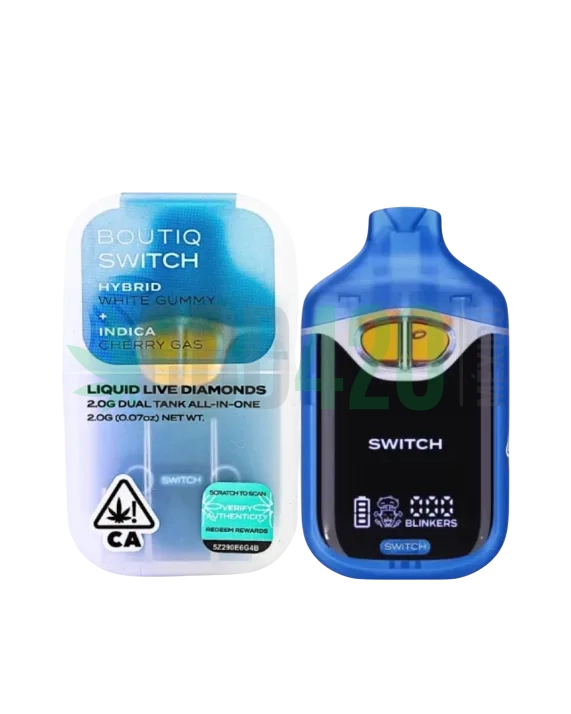 BOUTIQ
SWITCH
HYBRID
WHITE GUMMY
+
INDICA
CHERRY GAS
LIQUID LIVE DIAMONDS
2.0G DUAL TANK ALL-IN-ONE
2.0G (0.07oz) NET WT.
SWITCH
SCRATCH TO SCAN
VERIFY
AUTHENTICITY
REDEEM REWARDS
5Z290E6G4B
CA
420
SWITCH
000
BLINKERS
SWITCH